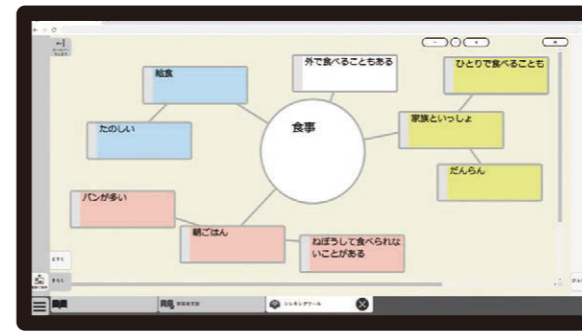 給食
外で食べることもある
ひとりで食べることも
たのしい
食事
家族といっしょ
だんらん
パンが多い
朝ごはん
ねぼうして食べられな
いことがある
シンキングツール